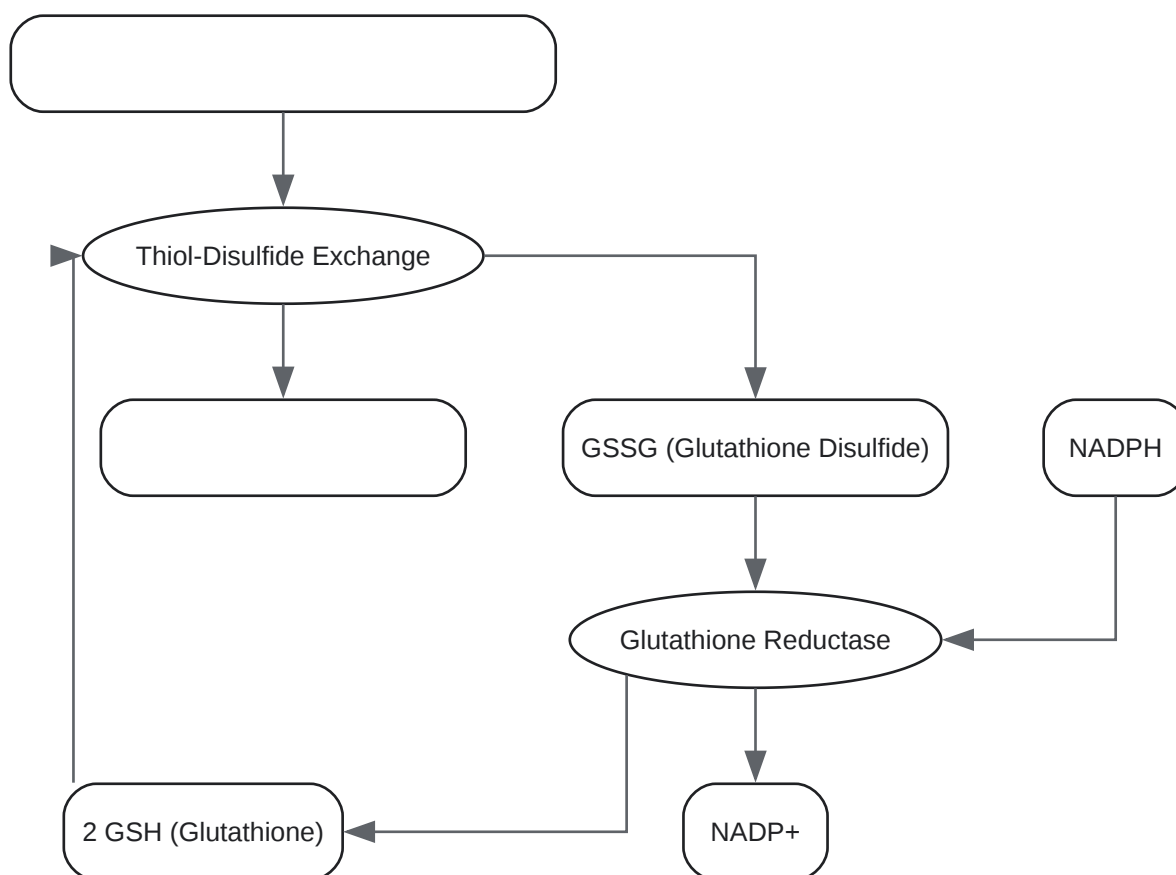 Thiol-Disulfide Exchange
GSSG (Glutathione Disulfide)
NADPH
Glutathione Reductase
2 GSH (Glutathione)
NADP+